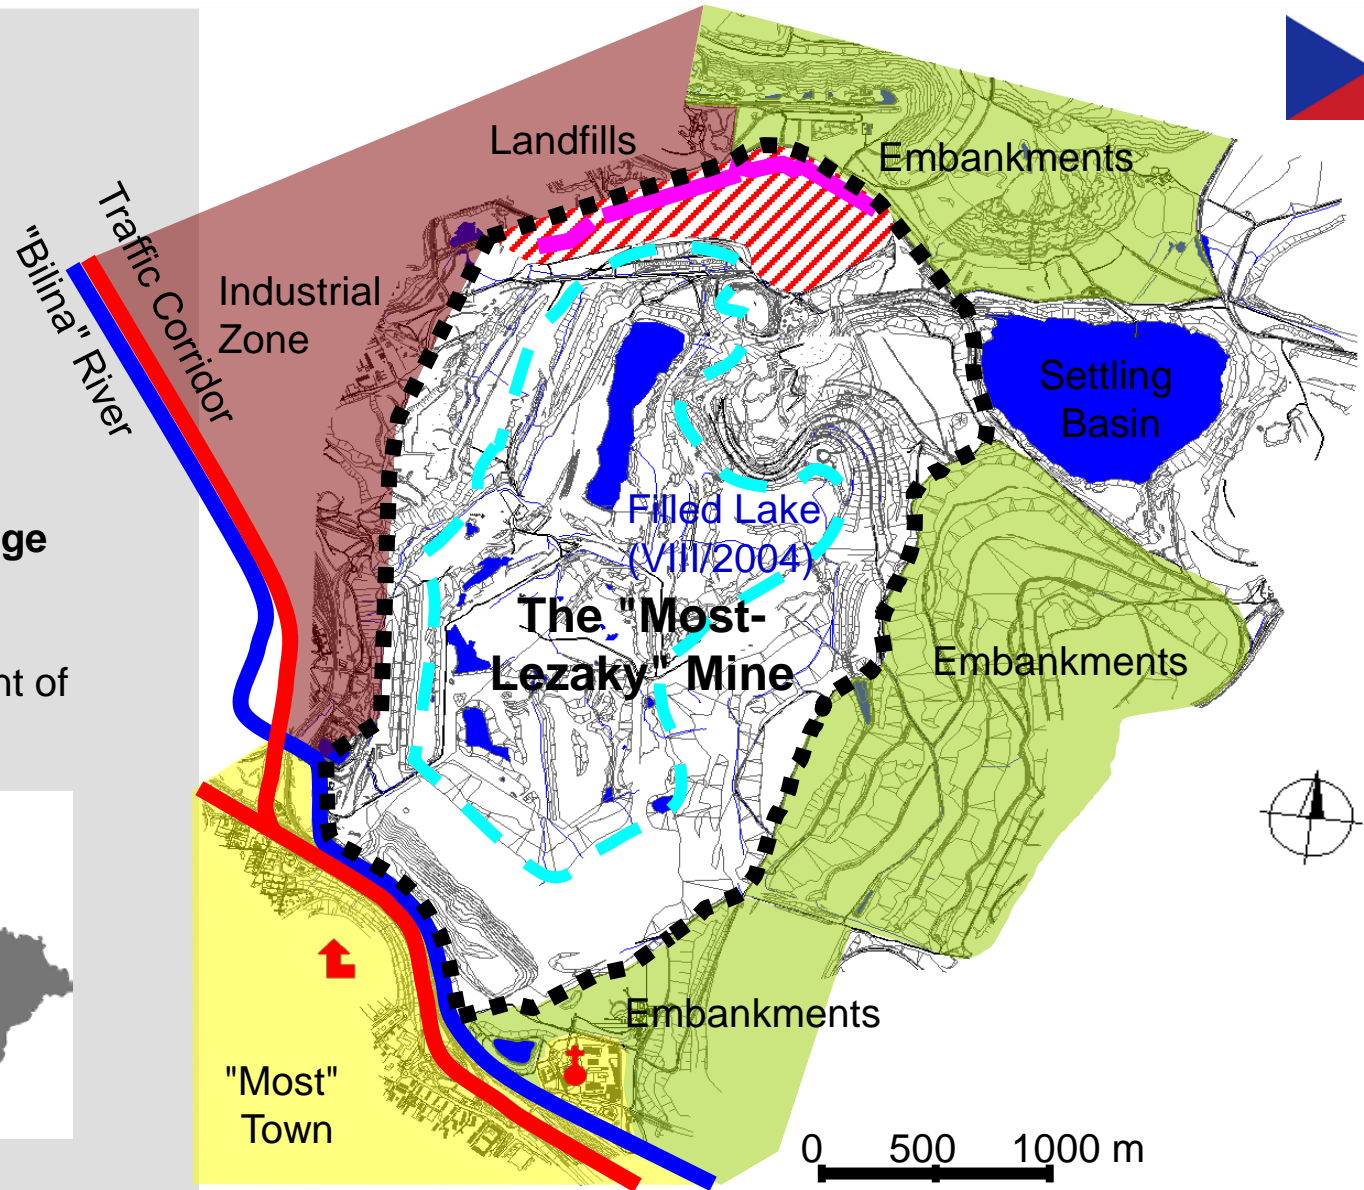 Landfills
Embankments
Traffic Corridor
"Bilina" River
Industrial
Zone
Settling
Basin
Filled Lake
(VIII/2004)
ge
The "Most-
Lezaky" Mine
Embankments
nt of
Embankments
"Most"
Town
0 500 1000 m